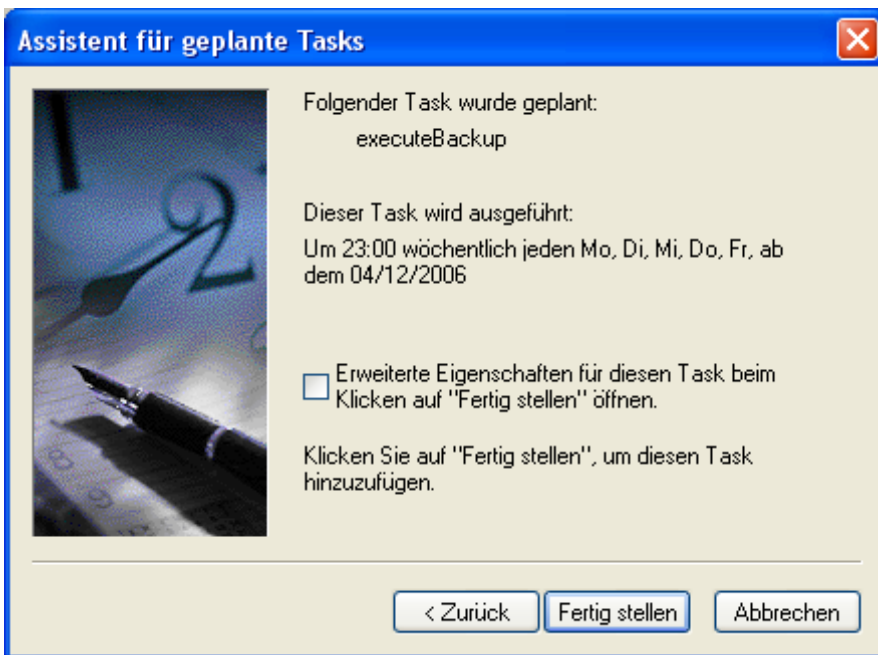 Assistent für geplante Tasks
Folgender Task wurde geplant:
executeBackup
Dieser Task wird ausgeführt:
Um 23:00 wöchentlich jeden Mo, Di, Mi, Do, Fr, ab
dem 04/12/2006
Erweiterte Eigenschaften für diesen Task beim
Klicken auf "Fertig stellen" öffnen.
Klicken Sie auf "Fertig stellen", um diesen Task
hinzuzufügen.
< Zurück
Fertig stellen
Abbrechen